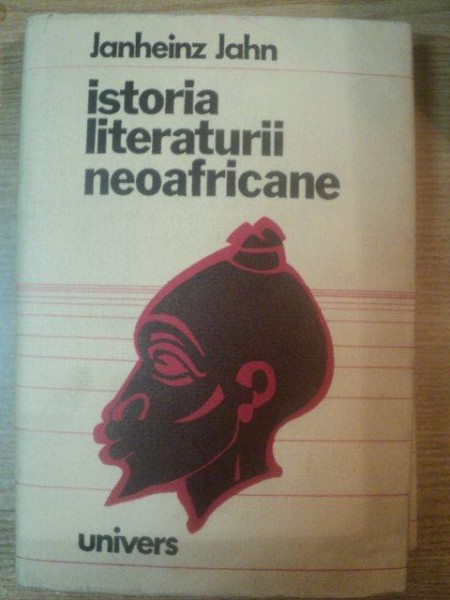 Janheinz Jahn
istoria
literaturii
neoafricane
univers